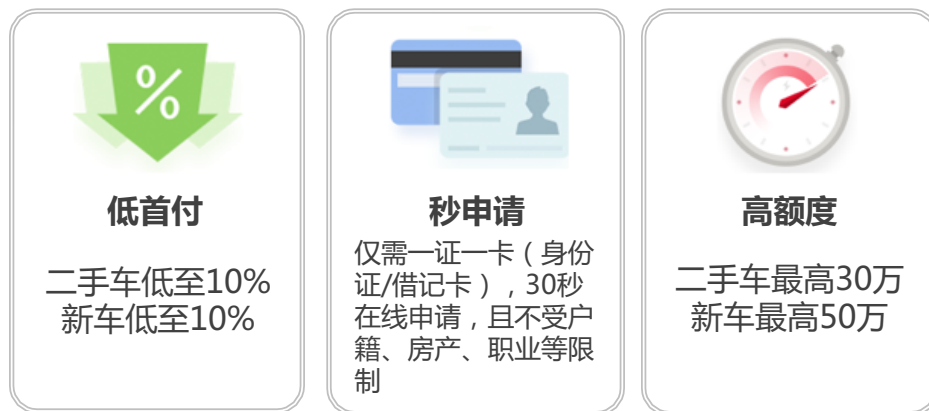 %
低首付
二手车低至10%
新车低至10%
秒申请
仅需一证一卡（身份
证/借记卡），30秒
在线申请，且不受户
籍、房产、职业等限
制
高额度
二手车最高30万
新车最高50万